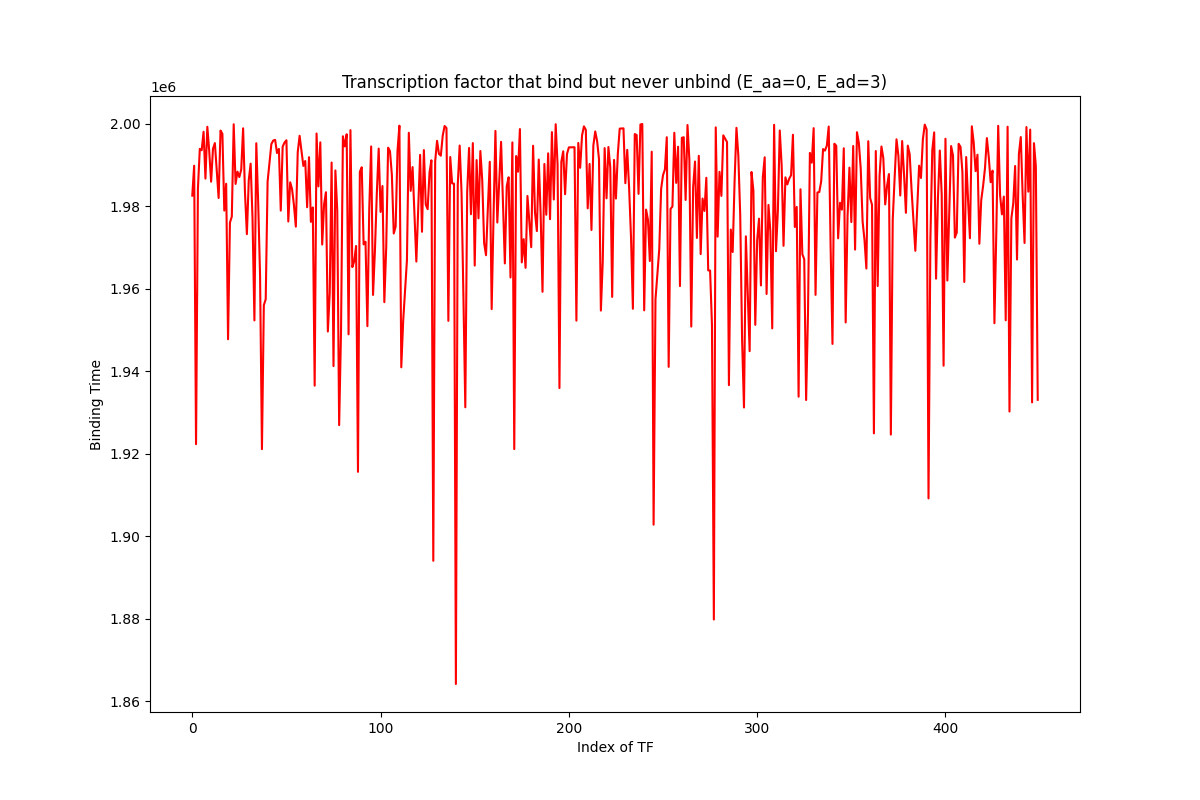 Transcription factor that bind but never unbind (E_aa=0, E_ad=3)
1e6
2.00
1.98
1.96
1.94
1.92
1.90
1.88
1.86
Binding Time
0 100 200 300 400
Index of TF